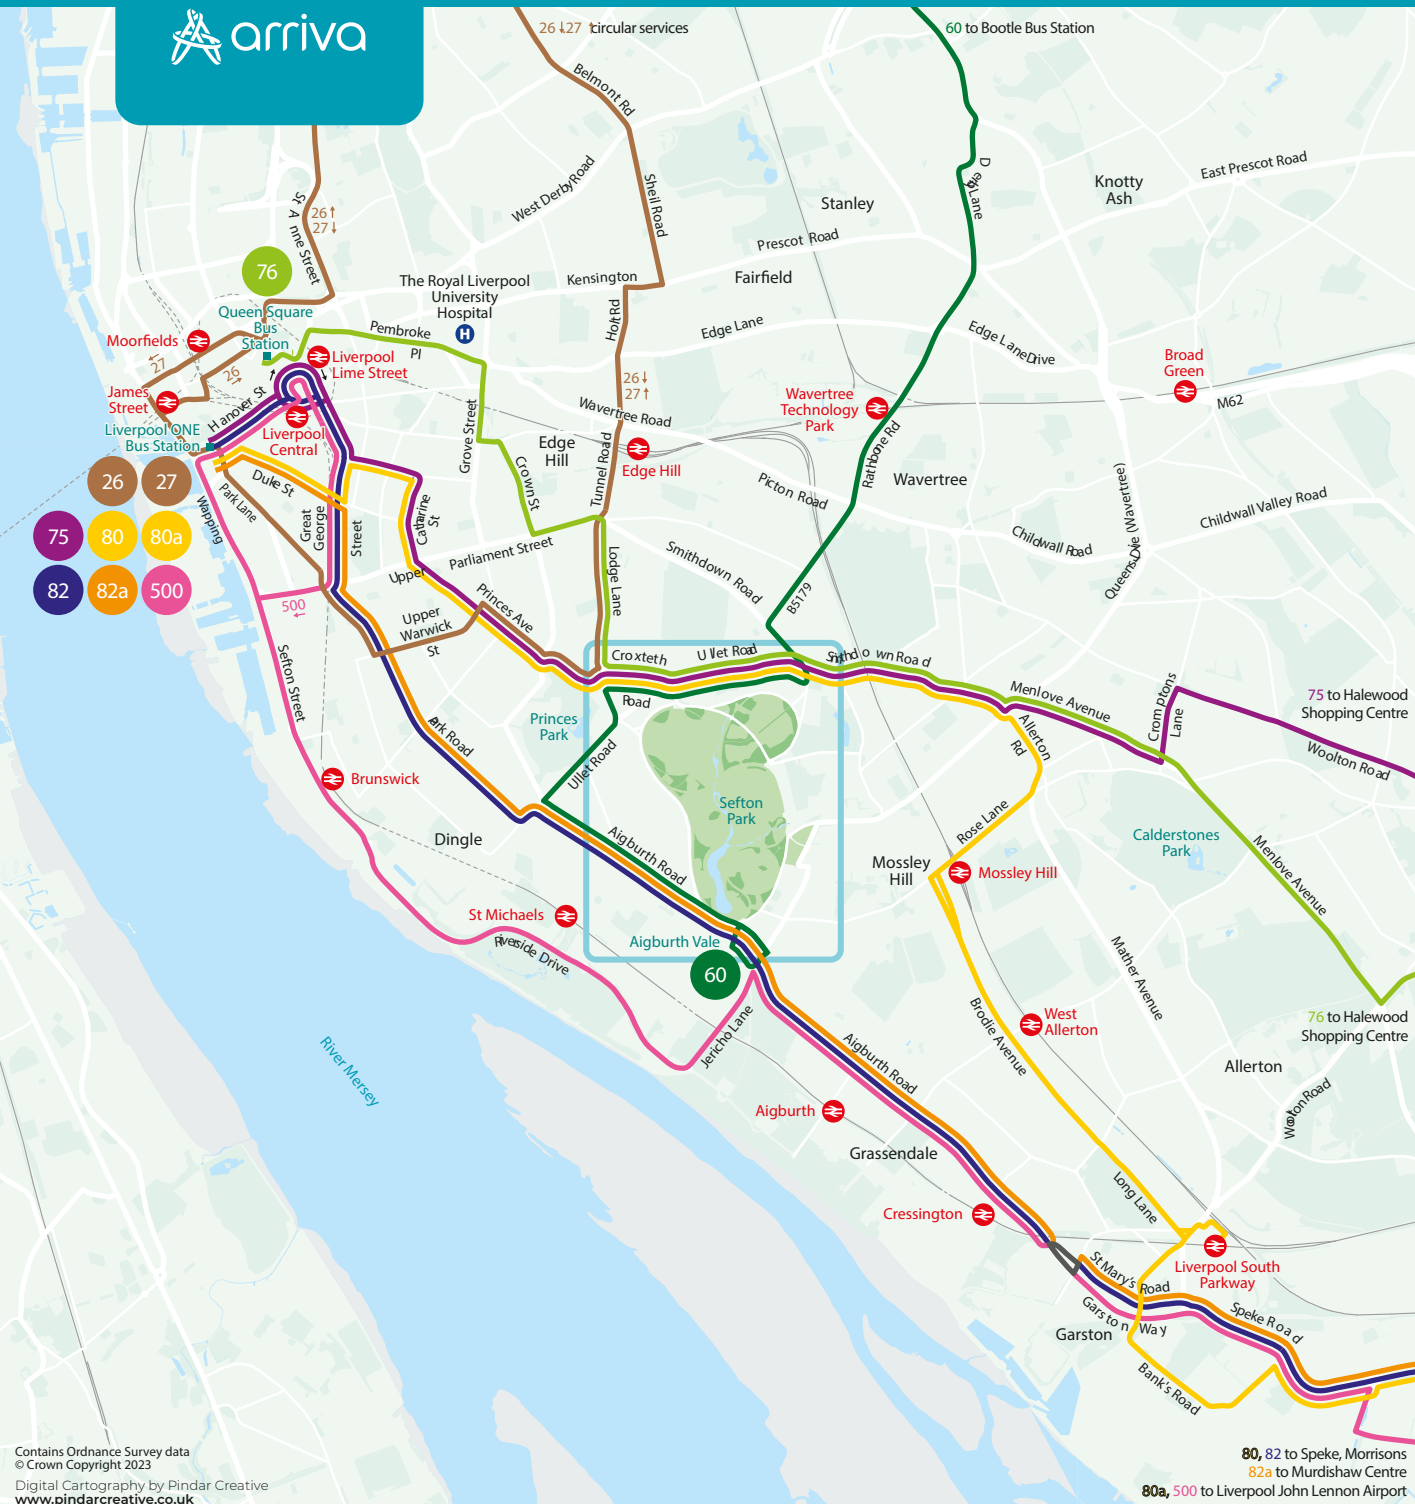 arriva
26 ↓27 ↑circular services
60 to Bootle Bus Station
Belmont Rd
West Derby Road
Sheil Road
St Anne Street
26 ↑
27 ↓
76
Stanley
Knotty
Ash
East Prescot Road
Deeping Lane
Prescot Road
Fairfield
Kensington
Holt Rd
The Royal Liverpool
University
Hospital
H
Queen Square
Bus
Station
Pembroke
Pl
Moorfields
27
26
Liverpool
Lime Street
James
Street
Hanover St
Liverpool ONE
Bus Station
Liverpool
Central
Edge Lane
Edge Lane Drive
Broad
Green
M62
26 ↓
27 ↑
Wavertree Road
Wavertree
Technology
Park
Edge
Hill
Edge Hill
Grove Street
Crown St
Tunnel Road
Rathbone Rd
Wavertree
Picton Road
Queens Drive (Wavertree)
Childwall Valley Road
Childwall Road
26 27
75 80 80a
82 82a 500
Duke St
Park Lane
Wapping
Great
George
Street
Catharine
St
Upper
Parliament Street
Smithdown Road
B5179
Lodge Lane
Princes Ave
Upper
Warwick
St
500
Sefton Street
Croxteth
Road
Ullet Road
Smithdown Road
Menlove Avenue
Cromptons
Lane
75 to Halewood
Shopping Centre
Woolton Road
Princes
Park
Ullet Road
Park Road
Brunswick
Allerton
Rd
Rose Lane
Sefton
Park
Dingle
Aigburth Road
Mossley
Hill
Mossley Hill
Calderstones
Park
Menlove Avenue
St Michaels
Riverside Drive
Aigburth Vale
60
Mather Avenue
Brodie Avenue
West
Allerton
76 to Halewood
Shopping Centre
Allerton
Woolton Road
River Mersey
Jericho Lane
Aigburth Road
Aigburth
Grassendale
Cressington
Long Lane
Liverpool South
Parkway
St Mary's Road
Garston Way
Speke Road
Garston
Bank's Road
Contains Ordnance Survey data
© Crown Copyright 2023
Digital Cartography by Pindar Creative
www.pindarcreative.co.uk
80, 82 to Speke, Morrisons
82a to Murdishaw Centre
80a, 500 to Liverpool John Lennon Airport